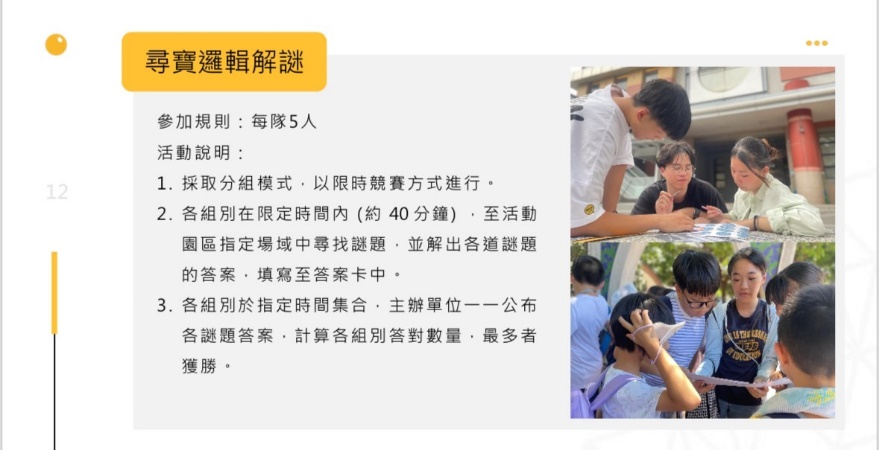 尋寶邏輯解謎
參加規則：每隊5人
活動說明：
1. 採取分組模式，以限時競賽方式進行。
2. 各組別在限定時間內 (約 40 分鐘) ，至活動
園區指定場域中尋找謎題，並解出各道謎題
的答案，填寫至答案卡中。
3. 各組別於指定時間集合，主辦單位一一公布
各謎題答案，計算各組別答對數量，最多者
獲勝。
12